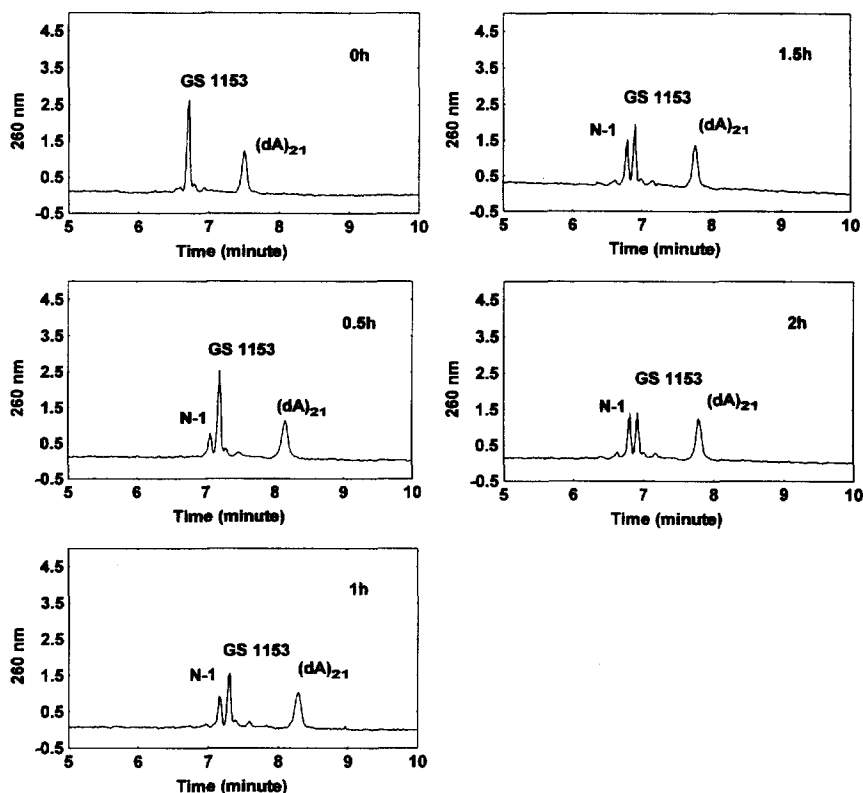 4.5
3.5
2.5
1.5
0.5
-0.5
260 nm
0h
GS 1153
(dA)21
5 6 7 8 9 10
Time (minute)
4.5
3.5
2.5
1.5
0.5
-0.5
260 nm
1.5h
GS 1153
N-1
(dA)21
5 6 7 8 9 10
Time (minute)
4.5
3.5
2.5
1.5
0.5
-0.5
260 nm
0.5h
GS 1153
N-1
(dA)21
5 6 7 8 9 10
Time (minute)
4.5
3.5
2.5
1.5
0.5
-0.5
260 nm
2h
GS 1153
N-1
(dA)21
5 6 7 8 9 10
Time (minute)
4.5
3.5
2.5
1.5
0.5
-0.5
260 nm
1h
GS 1153
N-1
(dA)21
5 6 7 8 9 10
Time (minute)